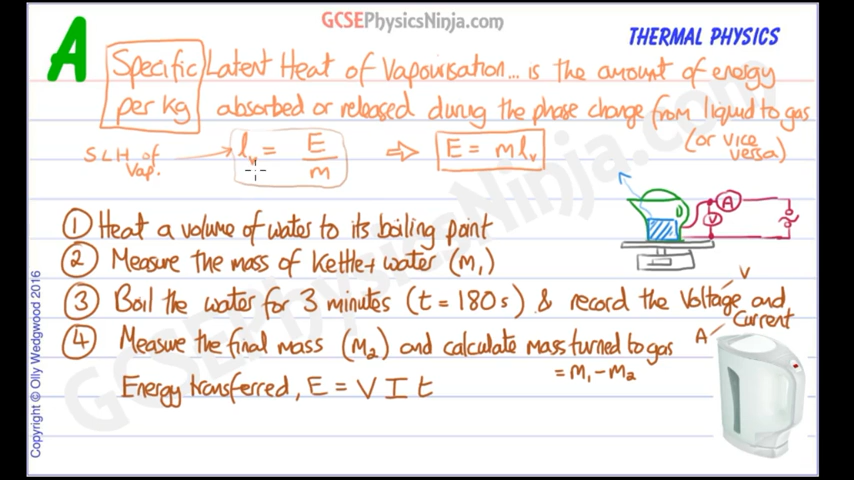 GCSEPhysicsNinja.com
A
THERMAL PHYSICS
Specific Latent Heat of Vapourisation... is the amount of energy
per kg absorbed or released during the phase change from liquid to gas
(or vice versa)
SLH of Vap. → lv = E/m ⇒ E = m lv
① Heat a volume of water to its boiling point
② Measure the mass of Kettle + water (m₁)
③ Boil the water for 3 minutes (t = 180s) & record the Voltage and
Current
V
A
④ Measure the final mass (m₂) and calculate mass turned to gas
= m₁ - m₂
Energy transferred, E = V I t
A
V
Copyright © Olly Wedgwood 2016
GCSEPhysicsNinja.com